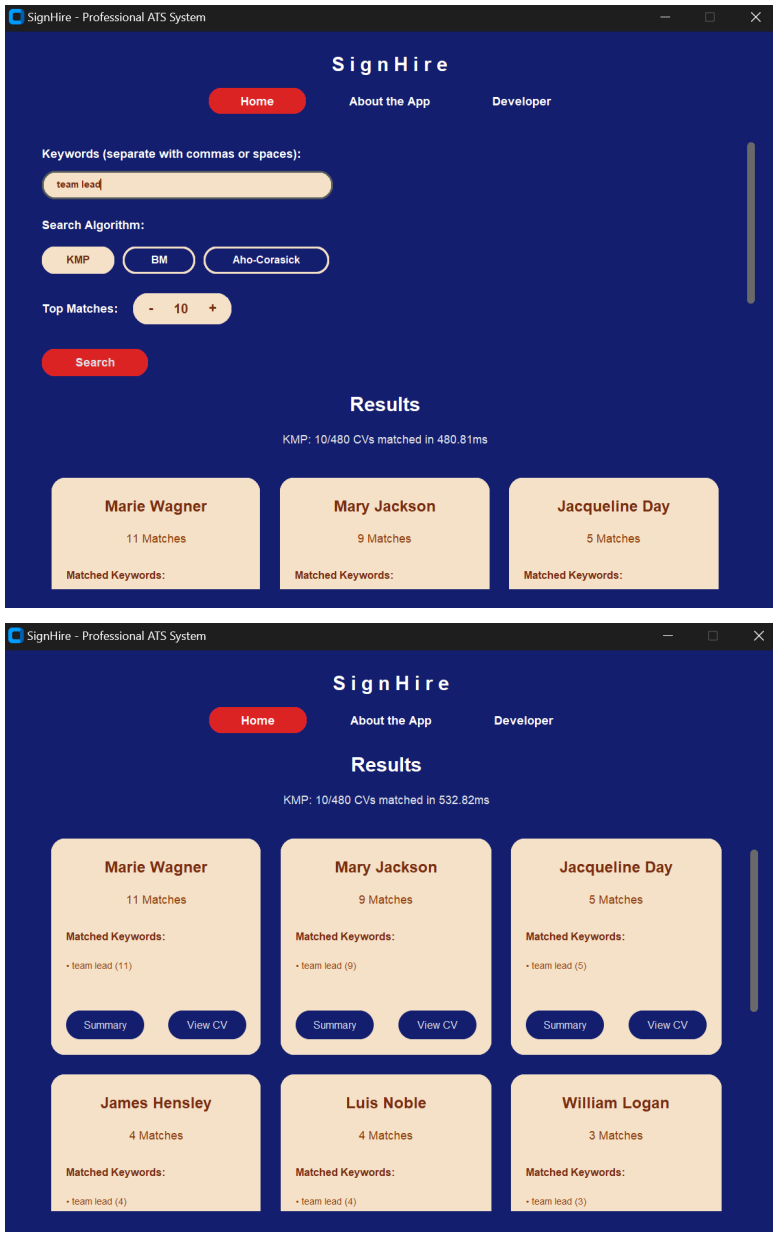 SignHire - Professional ATS System
SignHire
Home About the App Developer
Keywords (separate with commas or spaces):
team lead
Search Algorithm:
KMP BM Aho-Corasick
Top Matches: - 10 +
Search
Results
KMP: 10/480 CVs matched in 480.81ms
Marie Wagner Mary Jackson Jacqueline Day
11 Matches 9 Matches 5 Matches
Matched Keywords: Matched Keywords: Matched Keywords:
SignHire - Professional ATS System
SignHire
Home About the App Developer
Results
KMP: 10/480 CVs matched in 532.82ms
Marie Wagner Mary Jackson Jacqueline Day
11 Matches 9 Matches 5 Matches
Matched Keywords: Matched Keywords: Matched Keywords:
• team lead (11) • team lead (9) • team lead (5)
Summary View CV Summary View CV Summary View CV
James Hensley Luis Noble William Logan
4 Matches 4 Matches 3 Matches
Matched Keywords: Matched Keywords: Matched Keywords:
• team lead (4) • team lead (4) • team lead (3)